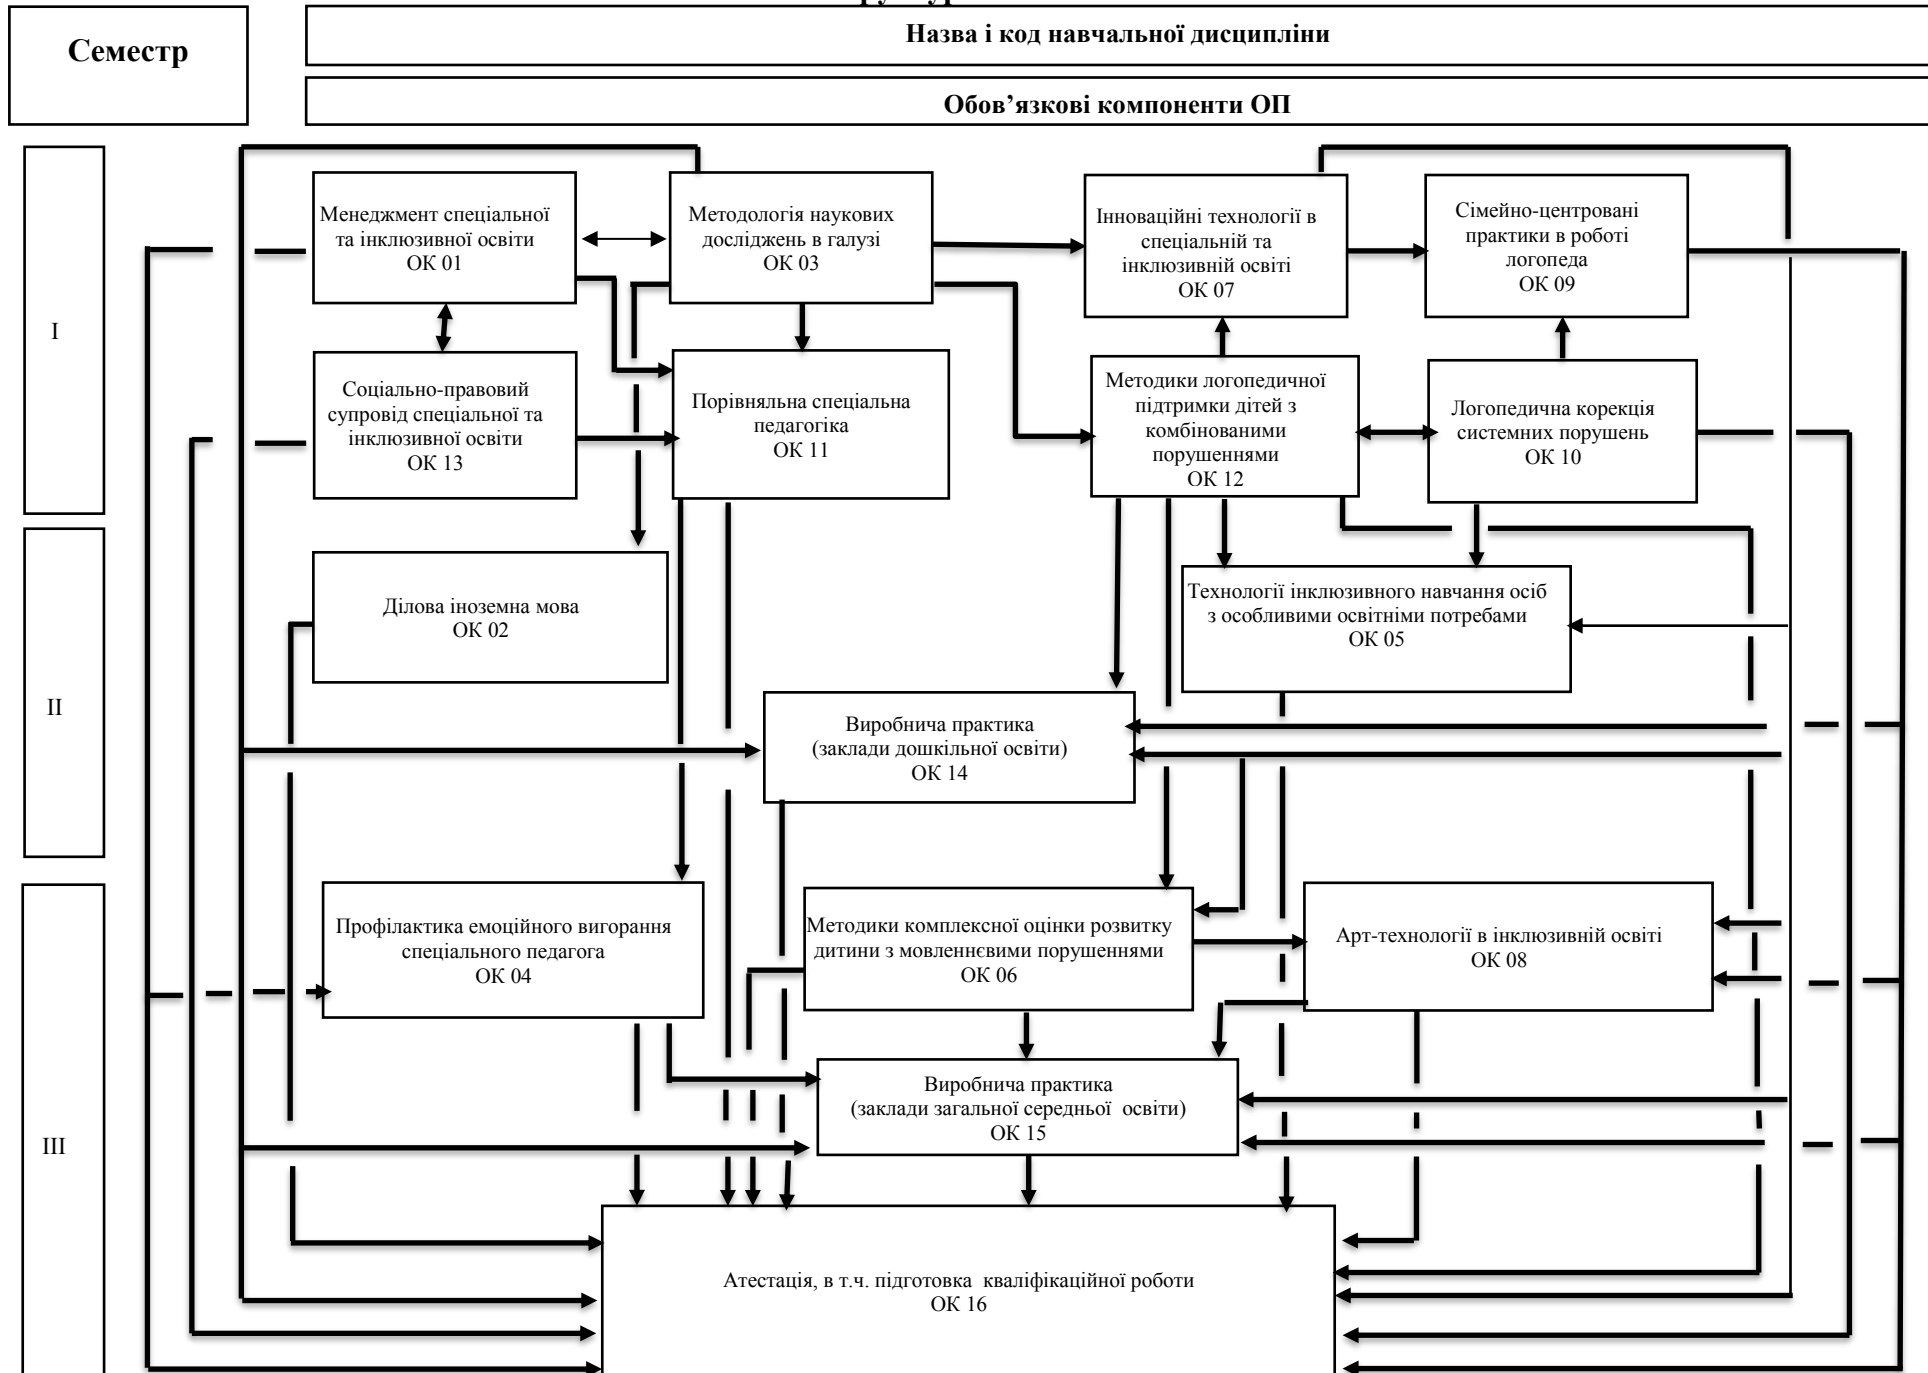 Семестр
Назва і код навчальної дисципліни
Обов’язкові компоненти ОП
I
Менеджмент спеціальної
та інклюзивної освіти
ОК 01
Методологія наукових
досліджень в галузі
ОК 03
Інноваційні технології в
спеціальній та
інклюзивній освіті
ОК 07
Сімейно-центровані
практики в роботі
логопеда
ОК 09
Соціально-правовий
супровід спеціальної та
інклюзивної освіти
ОК 13
Порівняльна спеціальна
педагогіка
ОК 11
Методики логопедичної
підтримки дітей з
комбінованими
порушеннями
ОК 12
Логопедична корекція
системних порушень
ОК 10
II
Ділова іноземна мова
ОК 02
Технології інклюзивного навчання осіб
з особливими освітніми потребами
ОК 05
Виробнича практика
(заклади дошкільної освіти)
ОК 14
III
Профілактика емоційного вигорання
спеціального педагога
ОК 04
Методики комплексної оцінки розвитку
дитини з мовленнєвими порушеннями
ОК 06
Арт-технології в інклюзивній освіті
ОК 08
Виробнича практика
(заклади загальної середньої освіти)
ОК 15
Атестація, в т.ч. підготовка кваліфікаційної роботи
ОК 16